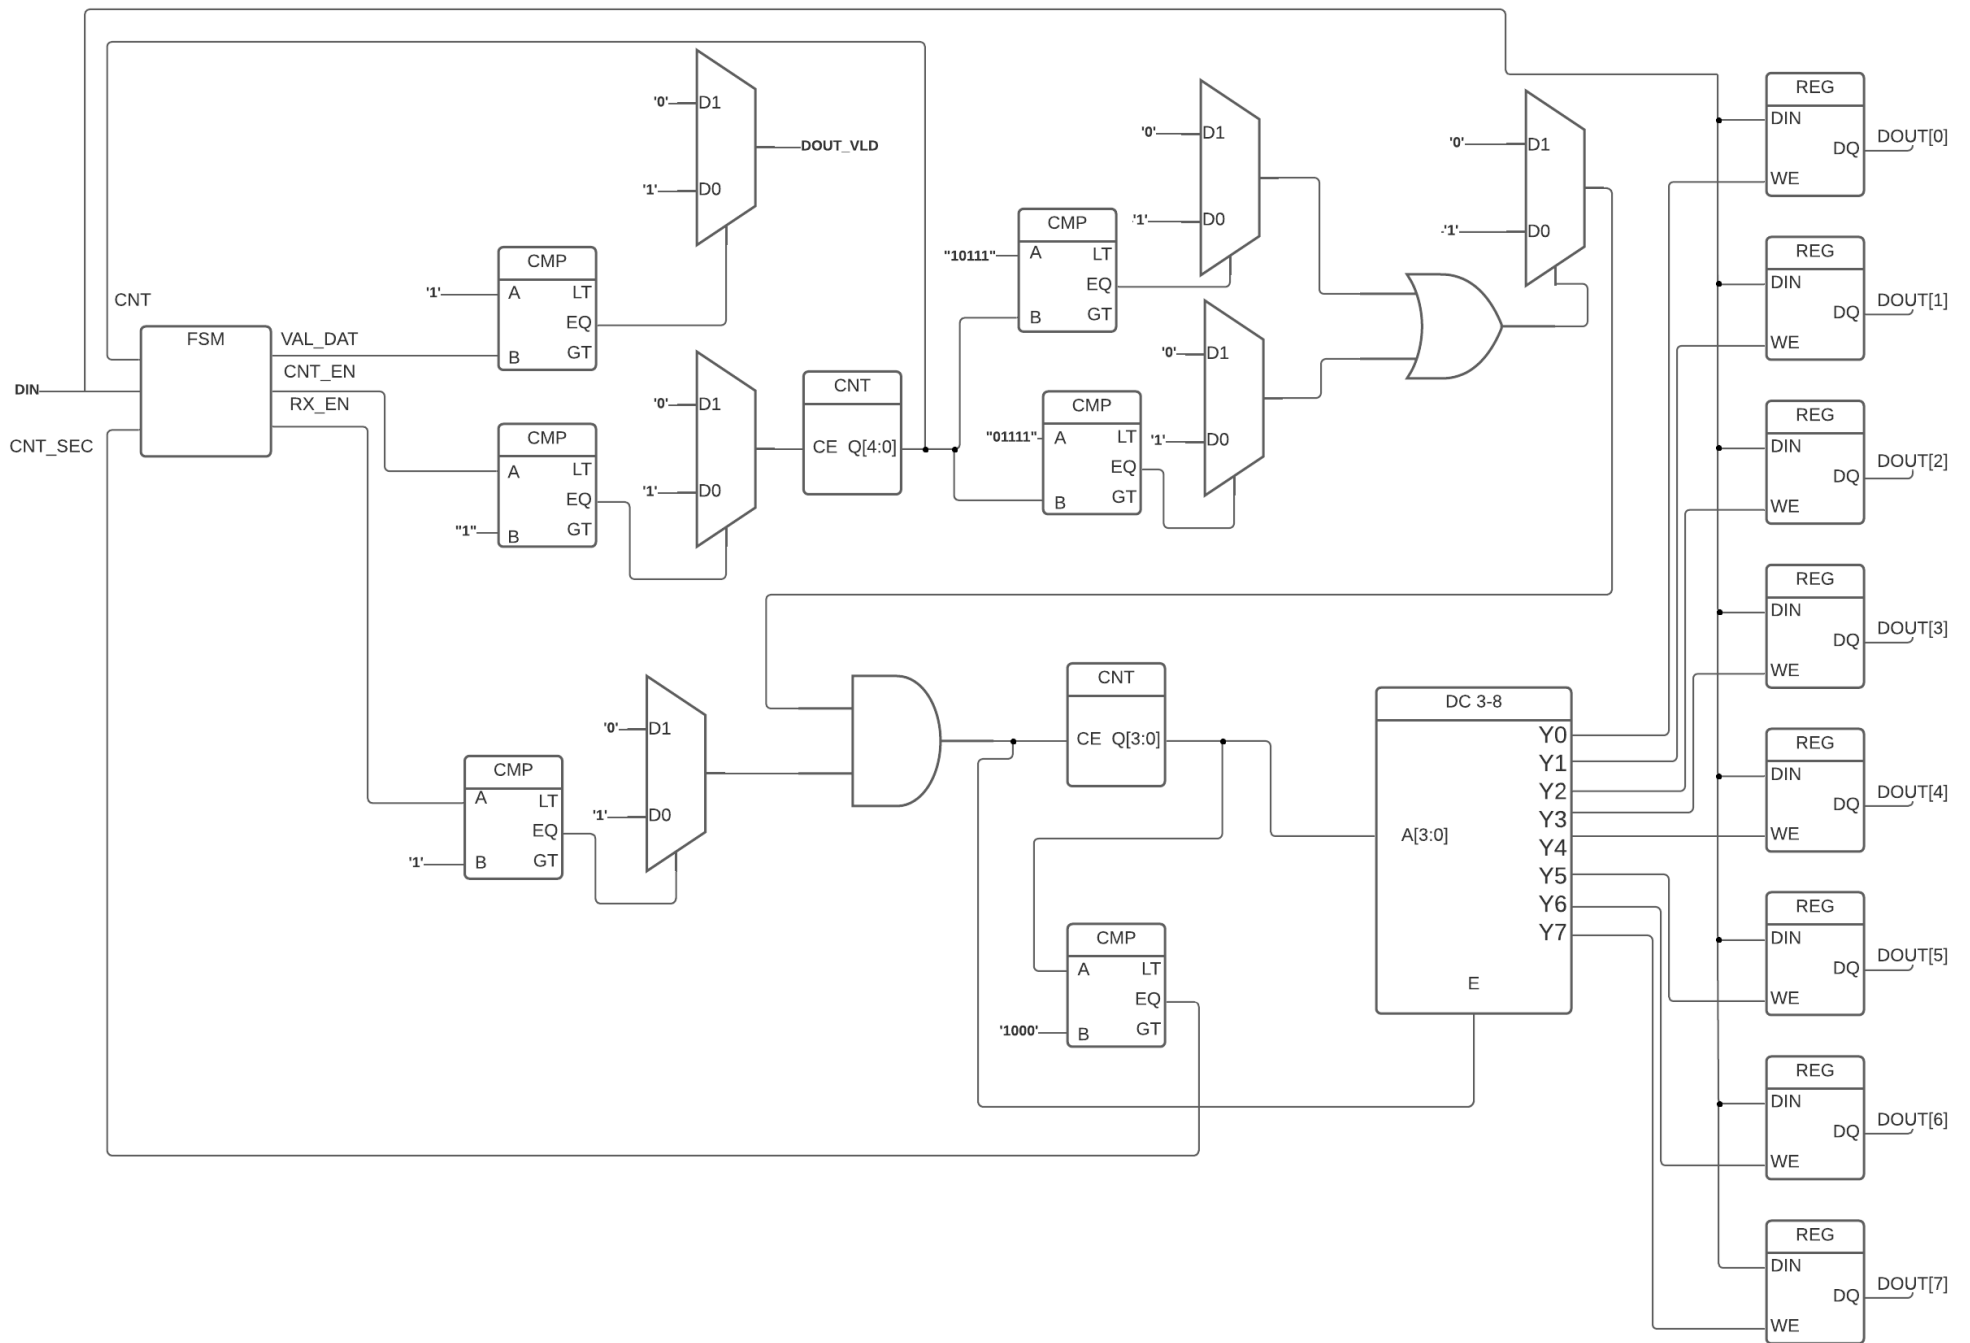 CNT
DIN
CNT_SEC
FSM
VAL_DAT
CNT_EN
RX_EN
'1'
CMP
A
LT
EQ
B
GT
'0'
D1
'1'
D0
DOUT_VLD
CMP
A
LT
EQ
"1"
B
GT
'0'
D1
'1'
D0
CNT
CE Q[4:0]
"10111"
CMP
A
LT
EQ
B
GT
'0'
D1
'1'
D0
"01111"
CMP
A
LT
EQ
B
GT
'0'
D1
'1'
D0
'0'
D1
'1'
D0
CMP
A
LT
EQ
'1'
B
GT
'0'
D1
'1'
D0
CNT
CE Q[3:0]
CMP
A
LT
EQ
'1000'
B
GT
DC 3-8
A[3:0]
Y0
Y1
Y2
Y3
Y4
Y5
Y6
Y7
E
REG
DIN
DQ
WE
DOUT[0]
REG
DIN
DQ
WE
DOUT[1]
REG
DIN
DQ
WE
DOUT[2]
REG
DIN
DQ
WE
DOUT[3]
REG
DIN
DQ
WE
DOUT[4]
REG
DIN
DQ
WE
DOUT[5]
REG
DIN
DQ
WE
DOUT[6]
REG
DIN
DQ
WE
DOUT[7]